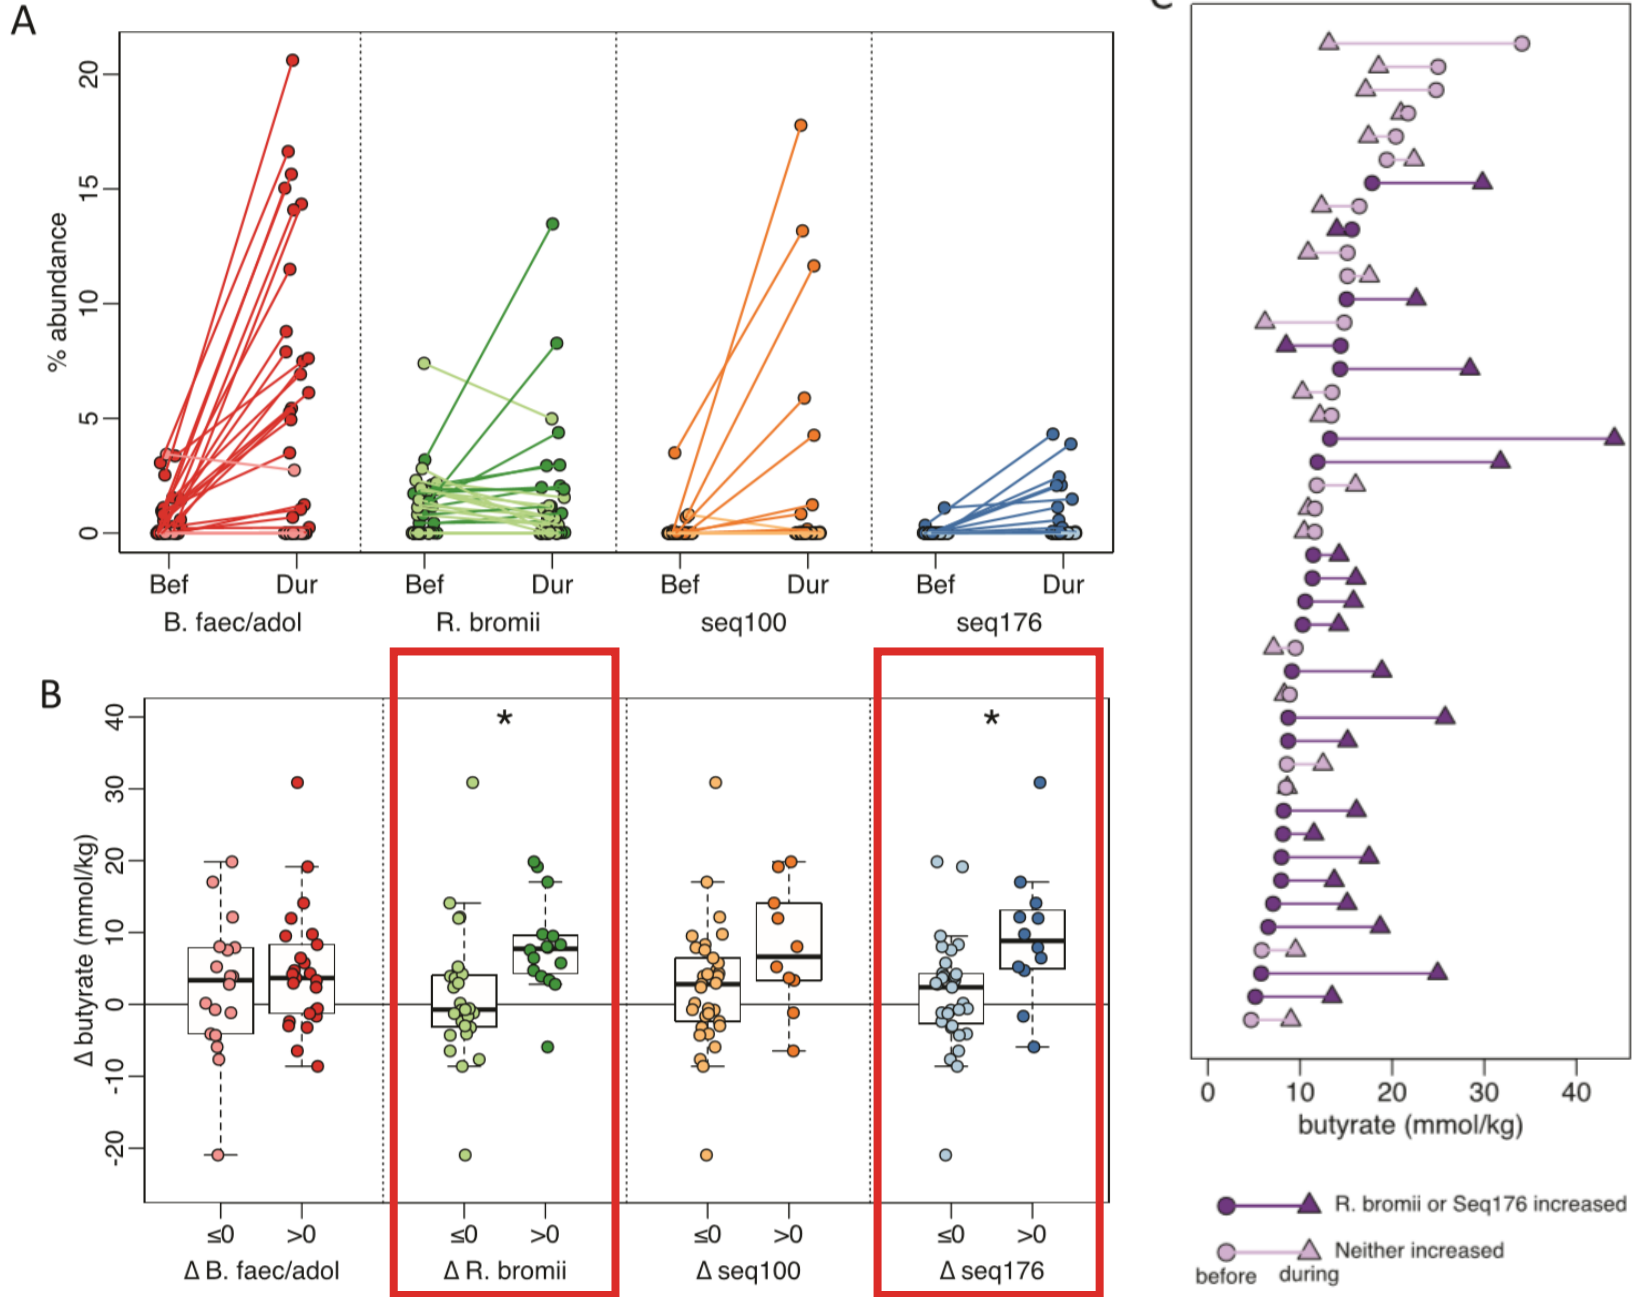 A
% abundance
20
15
10
5
0
Bef Dur Bef Dur Bef Dur Bef Dur
B. faec/adol R. bromii seq100 seq176
B
Δ butyrate (mmol/kg)
40
30
20
10
0
-10
-20
* *
≤0 >0 ≤0 >0 ≤0 >0 ≤0 >0
Δ B. faec/adol Δ R. bromii Δ seq100 Δ seq176
C
0 10 20 30 40
butyrate (mmol/kg)
R. bromii or Seq176 increased
Neither increased
before during